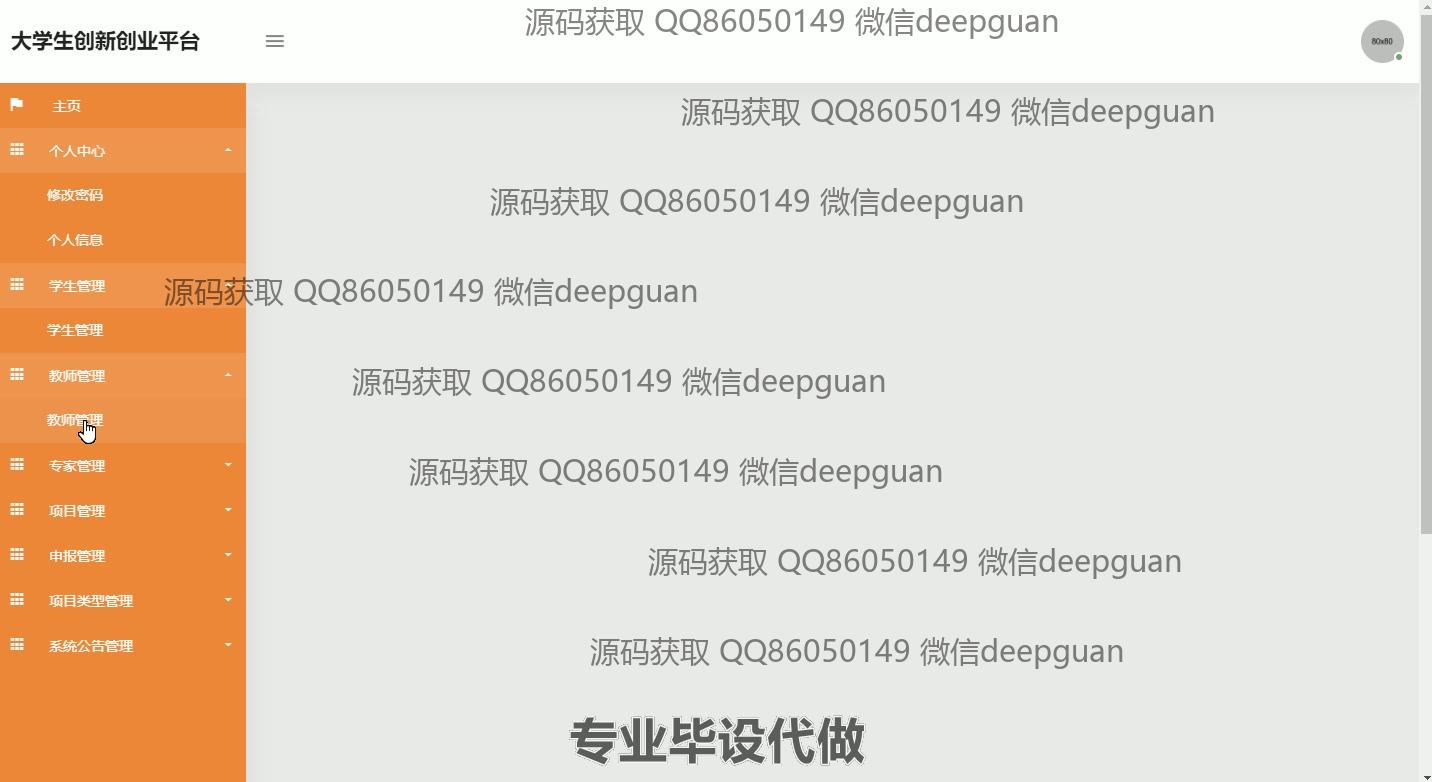 源码获取 QQ86050149 微信deepguan
大学生创新创业平台
80x80
主页
源码获取 QQ86050149 微信deepguan
个人中心
修改密码
源码获取 QQ86050149 微信deepguan
个人信息
学生管理
源码获取 QQ86050149 微信deepguan
学生管理
教师管理
源码获取 QQ86050149 微信deepguan
教师管理
专家管理
源码获取 QQ86050149 微信deepguan
项目管理
申报管理
源码获取 QQ86050149 微信deepguan
项目类型管理
系统公告管理
源码获取 QQ86050149 微信deepguan
专业毕设代做